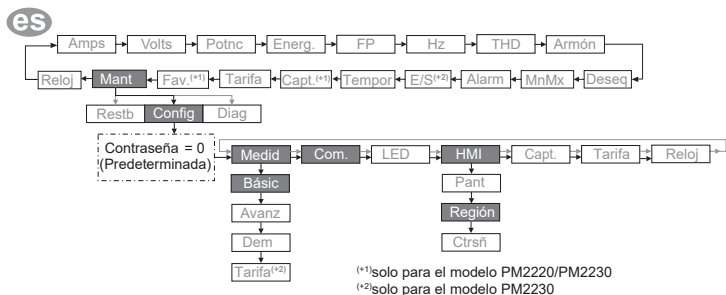 es
Amps Volts Potnc Energ. FP Hz THD Armón
Reloj Mant Fav.(+1) Tarifa Capt.(+1) Tempor E/S(+2) Alarm MnMx Deseq
Restb Config Diag
Contraseña = 0
(Predeterminada)
Medid Com. LED HMI Capt. Tarifa Reloj
Básic Pant
Avanz Región
Dem Ctrsñ
Tarifa(+2)
(+1)solo para el modelo PM2220/PM2230
(+2)solo para el modelo PM2230